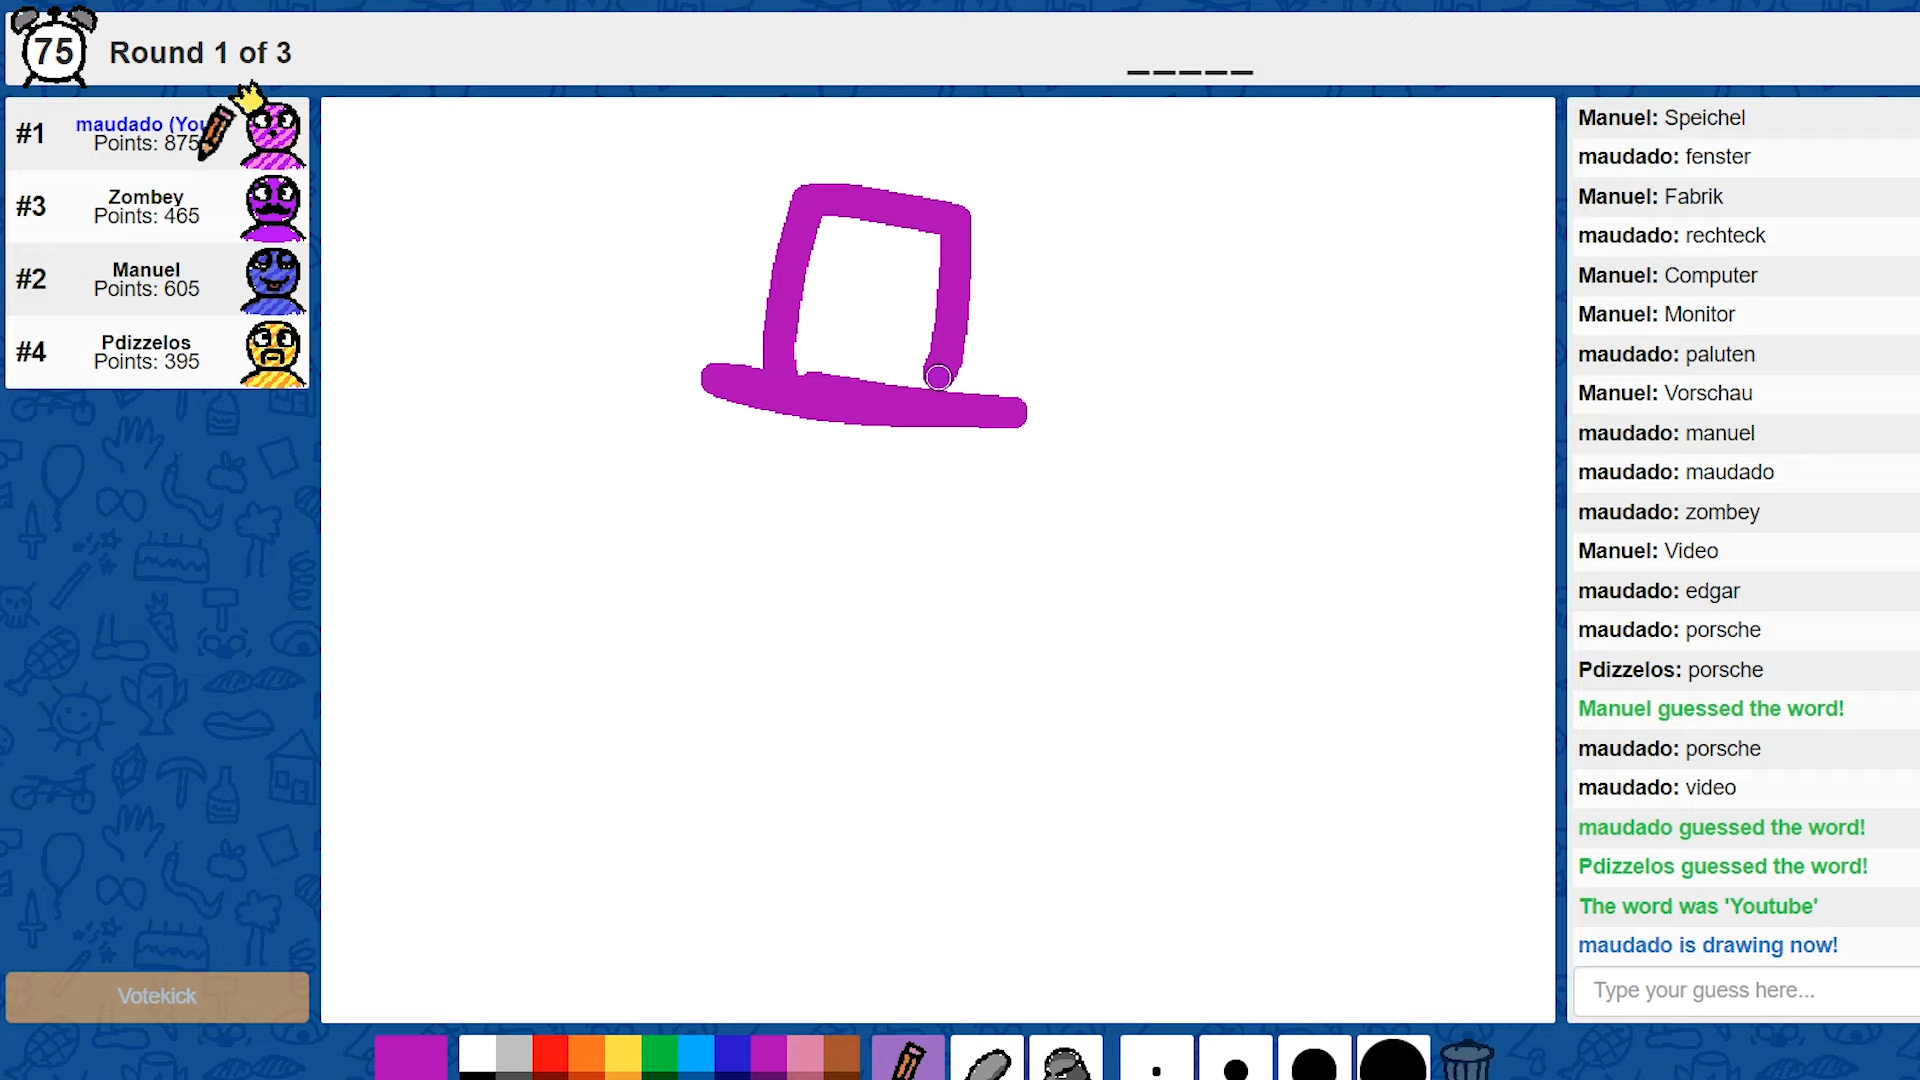 75 Round 1 of 3
_ _ _ _ _
#1 maudado (You
Points: 875
#3 Zombey
Points: 465
#2 Manuel
Points: 605
#4 Pdizzelos
Points: 395
Votekick
Manuel: Speichel
maudado: fenster
Manuel: Fabrik
maudado: rechteck
Manuel: Computer
Manuel: Monitor
maudado: paluten
Manuel: Vorschau
maudado: manuel
maudado: maudado
maudado: zombey
Manuel: Video
maudado: edgar
maudado: porsche
Pdizzelos: porsche
Manuel guessed the word!
maudado: porsche
maudado: video
maudado guessed the word!
Pdizzelos guessed the word!
The word was 'Youtube'
maudado is drawing now!
Type your guess here...